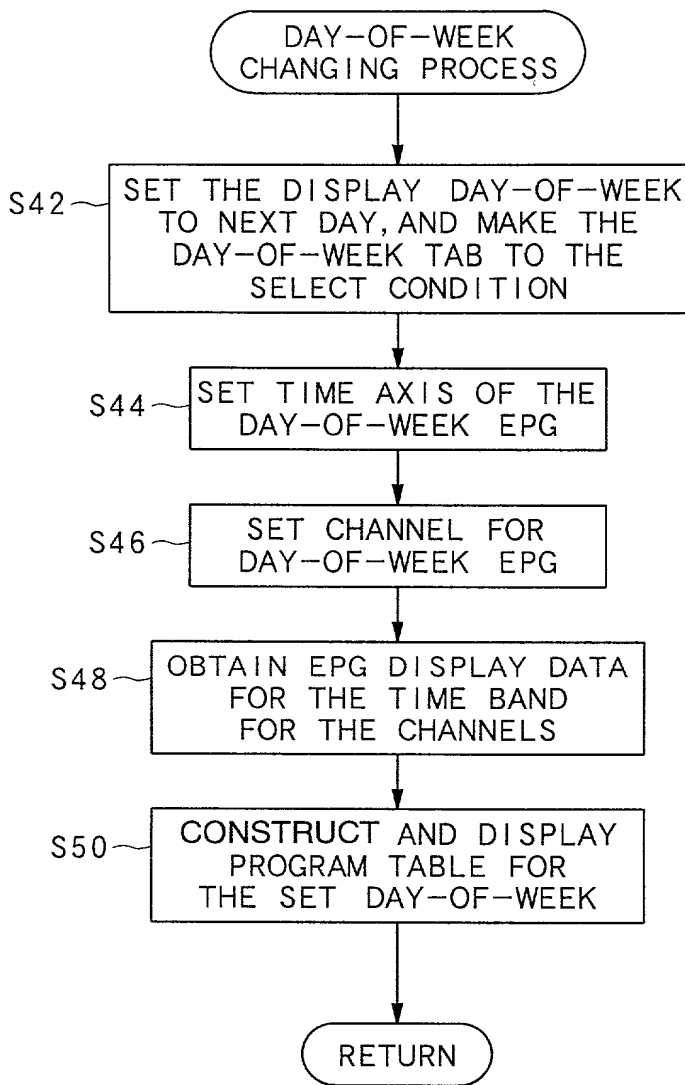 DAY-OF-WEEK
CHANGING PROCESS
S42
SET THE DISPLAY DAY-OF-WEEK
TO NEXT DAY, AND MAKE THE
DAY-OF-WEEK TAB TO THE
SELECT CONDITION
S44
SET TIME AXIS OF THE
DAY-OF-WEEK EPG
S46
SET CHANNEL FOR
DAY-OF-WEEK EPG
S48
OBTAIN EPG DISPLAY DATA
FOR THE TIME BAND
FOR THE CHANNELS
S50
CONSTRUCT AND DISPLAY
PROGRAM TABLE FOR
THE SET DAY-OF-WEEK
RETURN